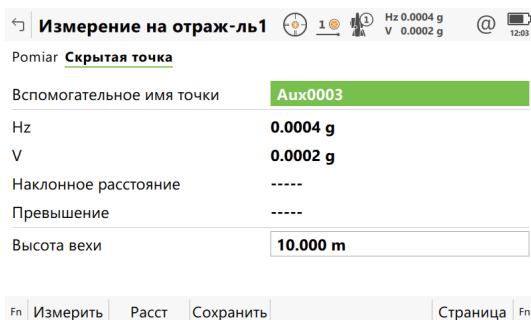 Измерение на отраж-ль1 1 1 Hz 0.0004 g
V 0.0002 g @ 12:03
Pomiar Скрытая точка
Вспомогательное имя точки Aux0003
Hz 0.0004 g
V 0.0002 g
Наклонное расстояние -----
Превышение -----
Высота вехи 10.000 m
Fn Измерить Расст Сохранить Страница Fn